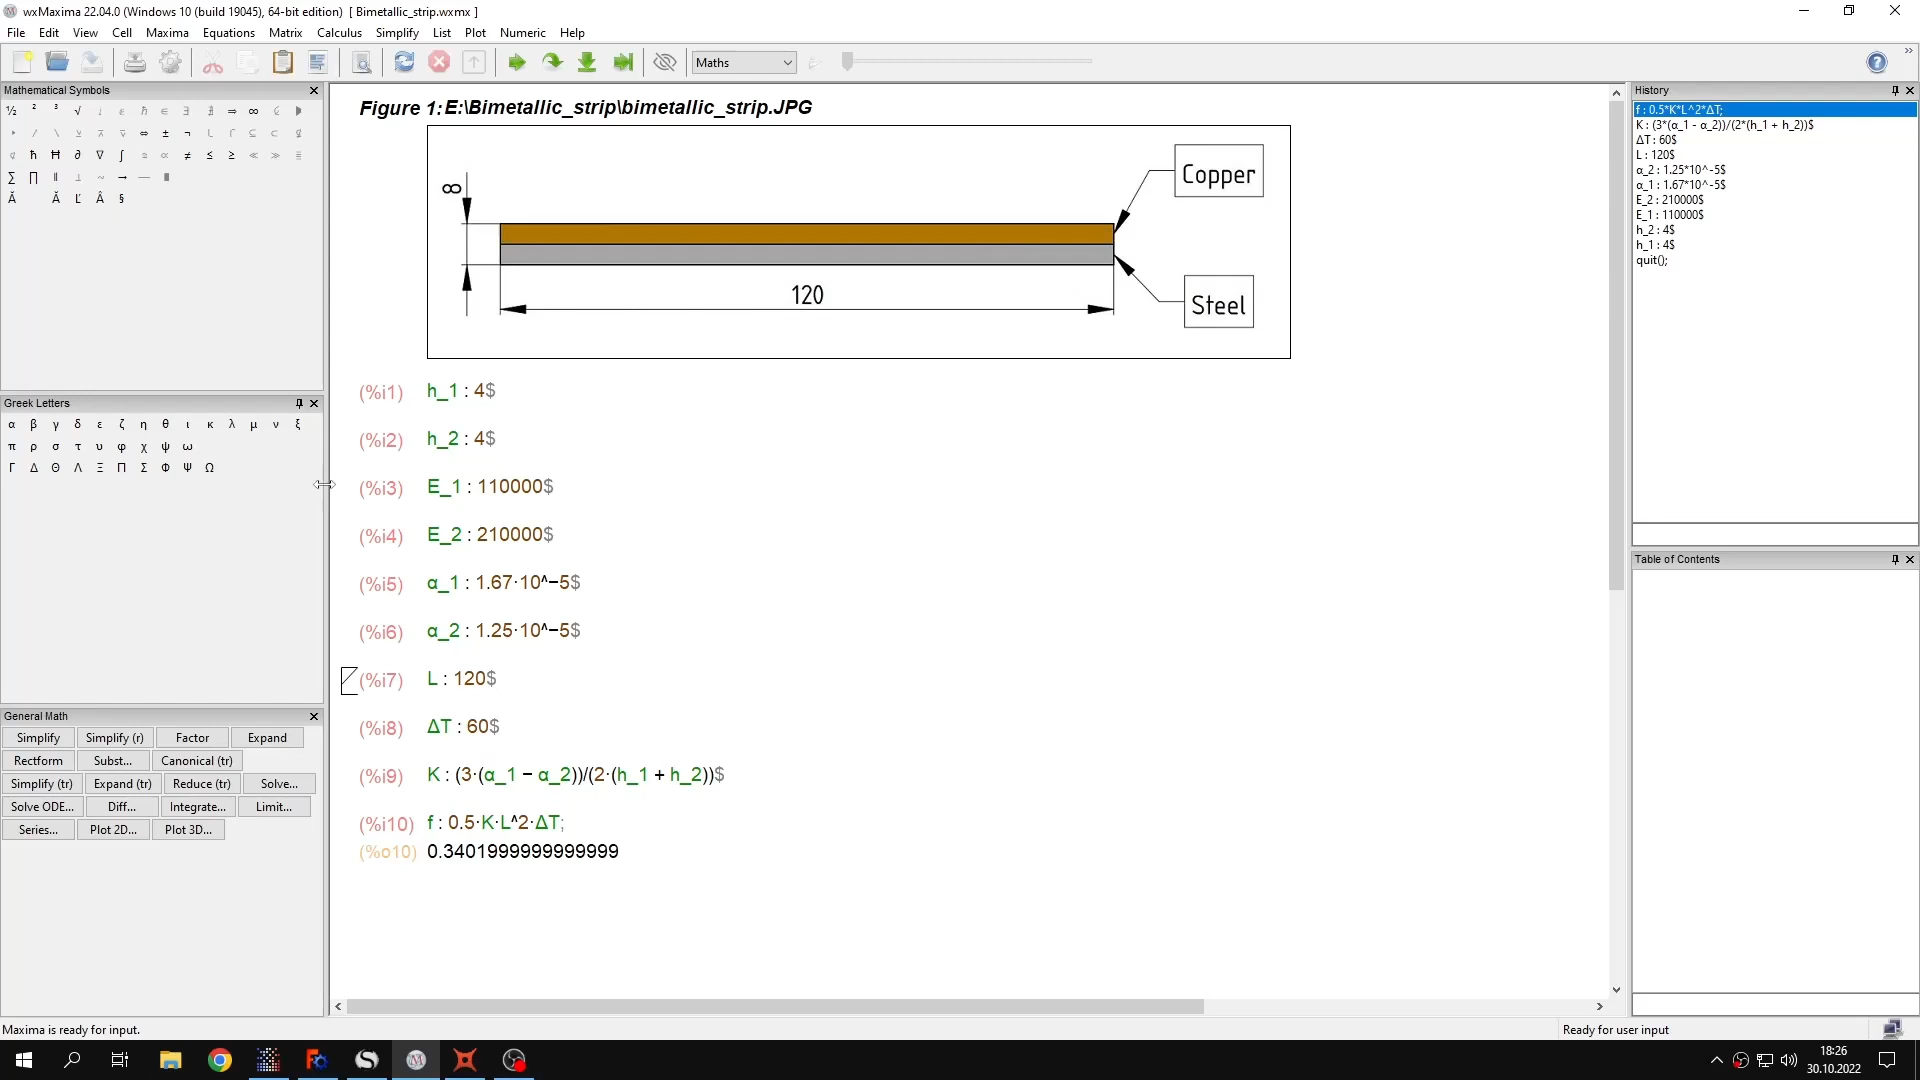 wxMaxima 22.04.0 (Windows 10 (build 19045), 64-bit edition) [ Bimetallic_strip.wxmx ]
File Edit View Cell Maxima Equations Matrix Calculus Simplify List Plot Numeric Help
Maths
Mathematical Symbols
½ ² ³ √
⇒ ∞
⇔ ± ¬
ħ Ħ ∂ ∇ ∫ ≠ ≤ ≥
∑ ∏ ∥ →
§
Greek Letters
α β γ δ ε ζ η θ ι κ λ μ ν ξ
π ρ σ τ υ φ χ ψ ω
Γ Δ Θ Λ Ξ Π Σ Φ Ψ Ω
General Math
Simplify Simplify (r) Factor Expand
Rectform Subst... Canonical (tr)
Simplify (tr) Expand (tr) Reduce (tr) Solve...
Solve ODE... Diff... Integrate... Limit...
Series... Plot 2D... Plot 3D...
Figure 1: E:\Bimetallic_strip\bimetallic_strip.JPG
Copper
8
120
Steel
(%i1) h_1 : 4$
(%i2) h_2 : 4$
(%i3) E_1 : 110000$
(%i4) E_2 : 210000$
(%i5) α_1 : 1.67·10^−5$
(%i6) α_2 : 1.25·10^−5$
(%i7) L : 120$
(%i8) ΔT : 60$
(%i9) K : (3·(α_1 − α_2))/(2·(h_1 + h_2))$
(%i10) f : 0.5·K·L^2·ΔT;
(%o10) 0.3401999999999999
History
f : 0.5*K*L^2*ΔT;
K : (3*(α_1 - α_2))/(2*(h_1 + h_2))$
ΔT : 60$
L : 120$
α_2 : 1.25*10^-5$
α_1 : 1.67*10^-5$
E_2 : 210000$
E_1 : 110000$
h_2 : 4$
h_1 : 4$
quit();
Table of Contents
Maxima is ready for input.
Ready for user input
18:26
30.10.2022